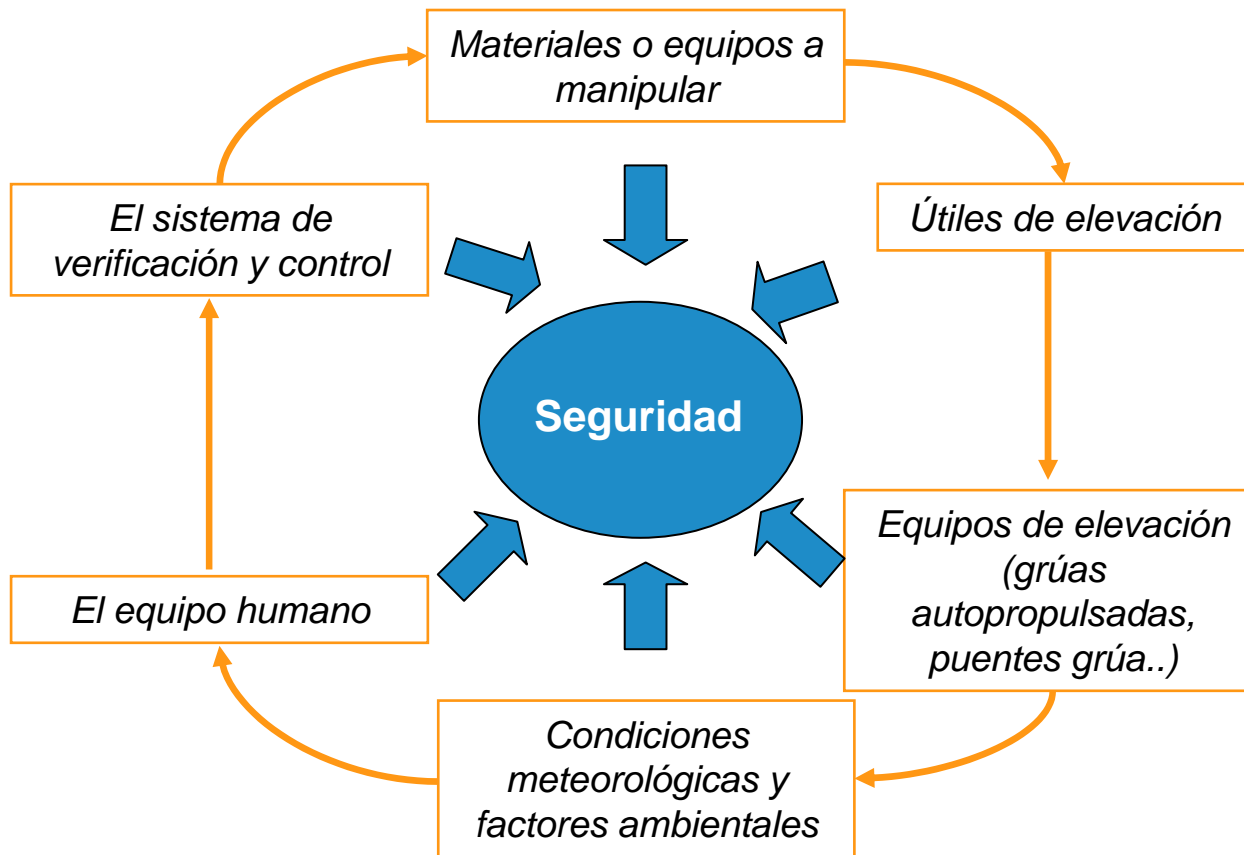 Materiales o equipos a
manipular
El sistema de
verificación y control
Útiles de elevación
Seguridad
Equipos de elevación
(grúas
autopropulsadas,
puentes grúa..)
El equipo humano
Condiciones
meteorológicas y
factores ambientales